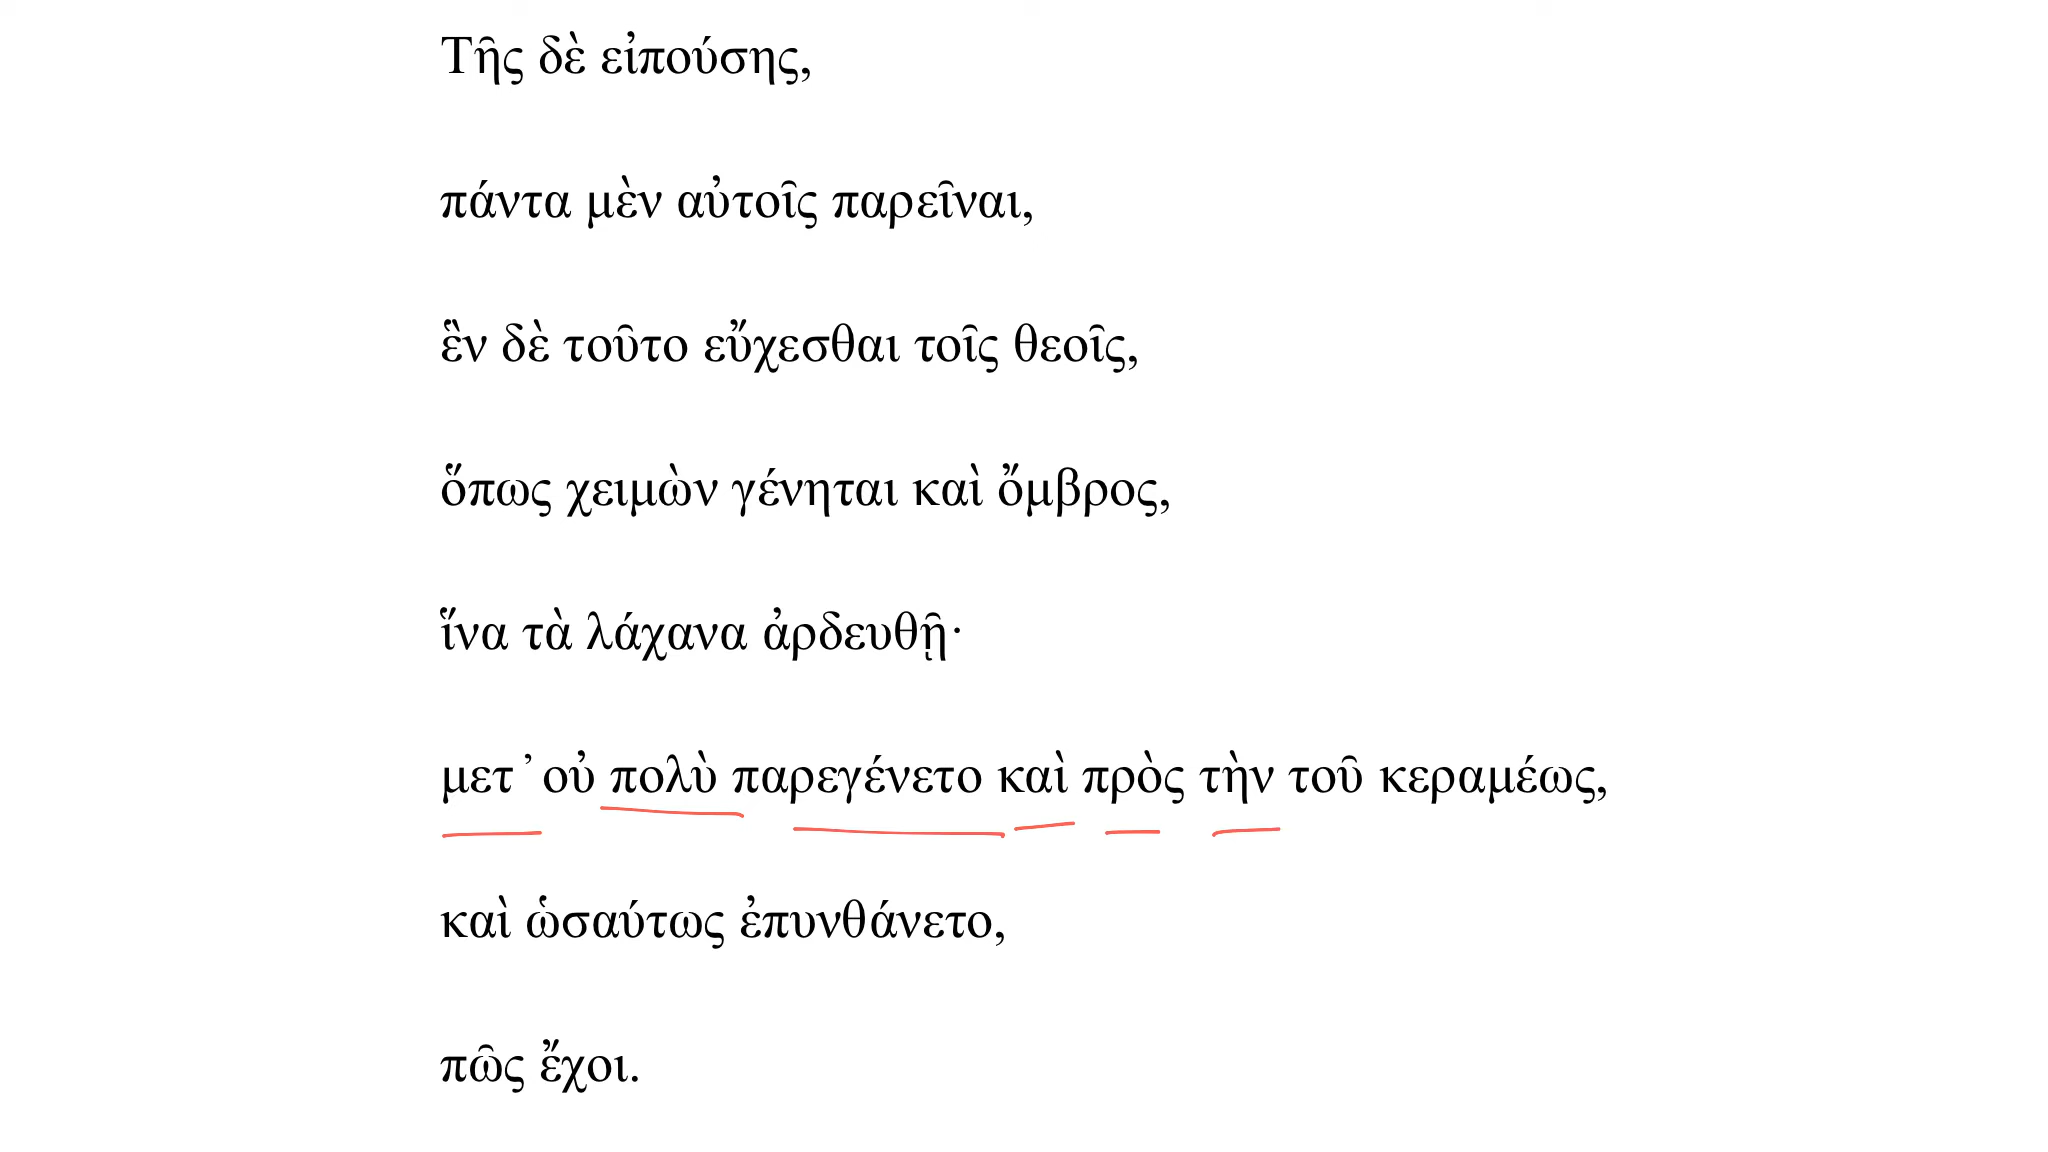 Τῆς δὲ εἰπούσης,
πάντα μὲν αὐτοῖς παρεῖναι,
ἓν δὲ τοῦτο εὔχεσθαι τοῖς θεοῖς,
ὅπως χειμὼν γένηται καὶ ὄμβρος,
ἵνα τὰ λάχανα ἀρδευθῇ·
μετ᾽ οὐ πολὺ παρεγένετο καὶ πρὸς τὴν τοῦ κεραμέως,
καὶ ὡσαύτως ἐπυνθάνετο,
πῶς ἔχοι.